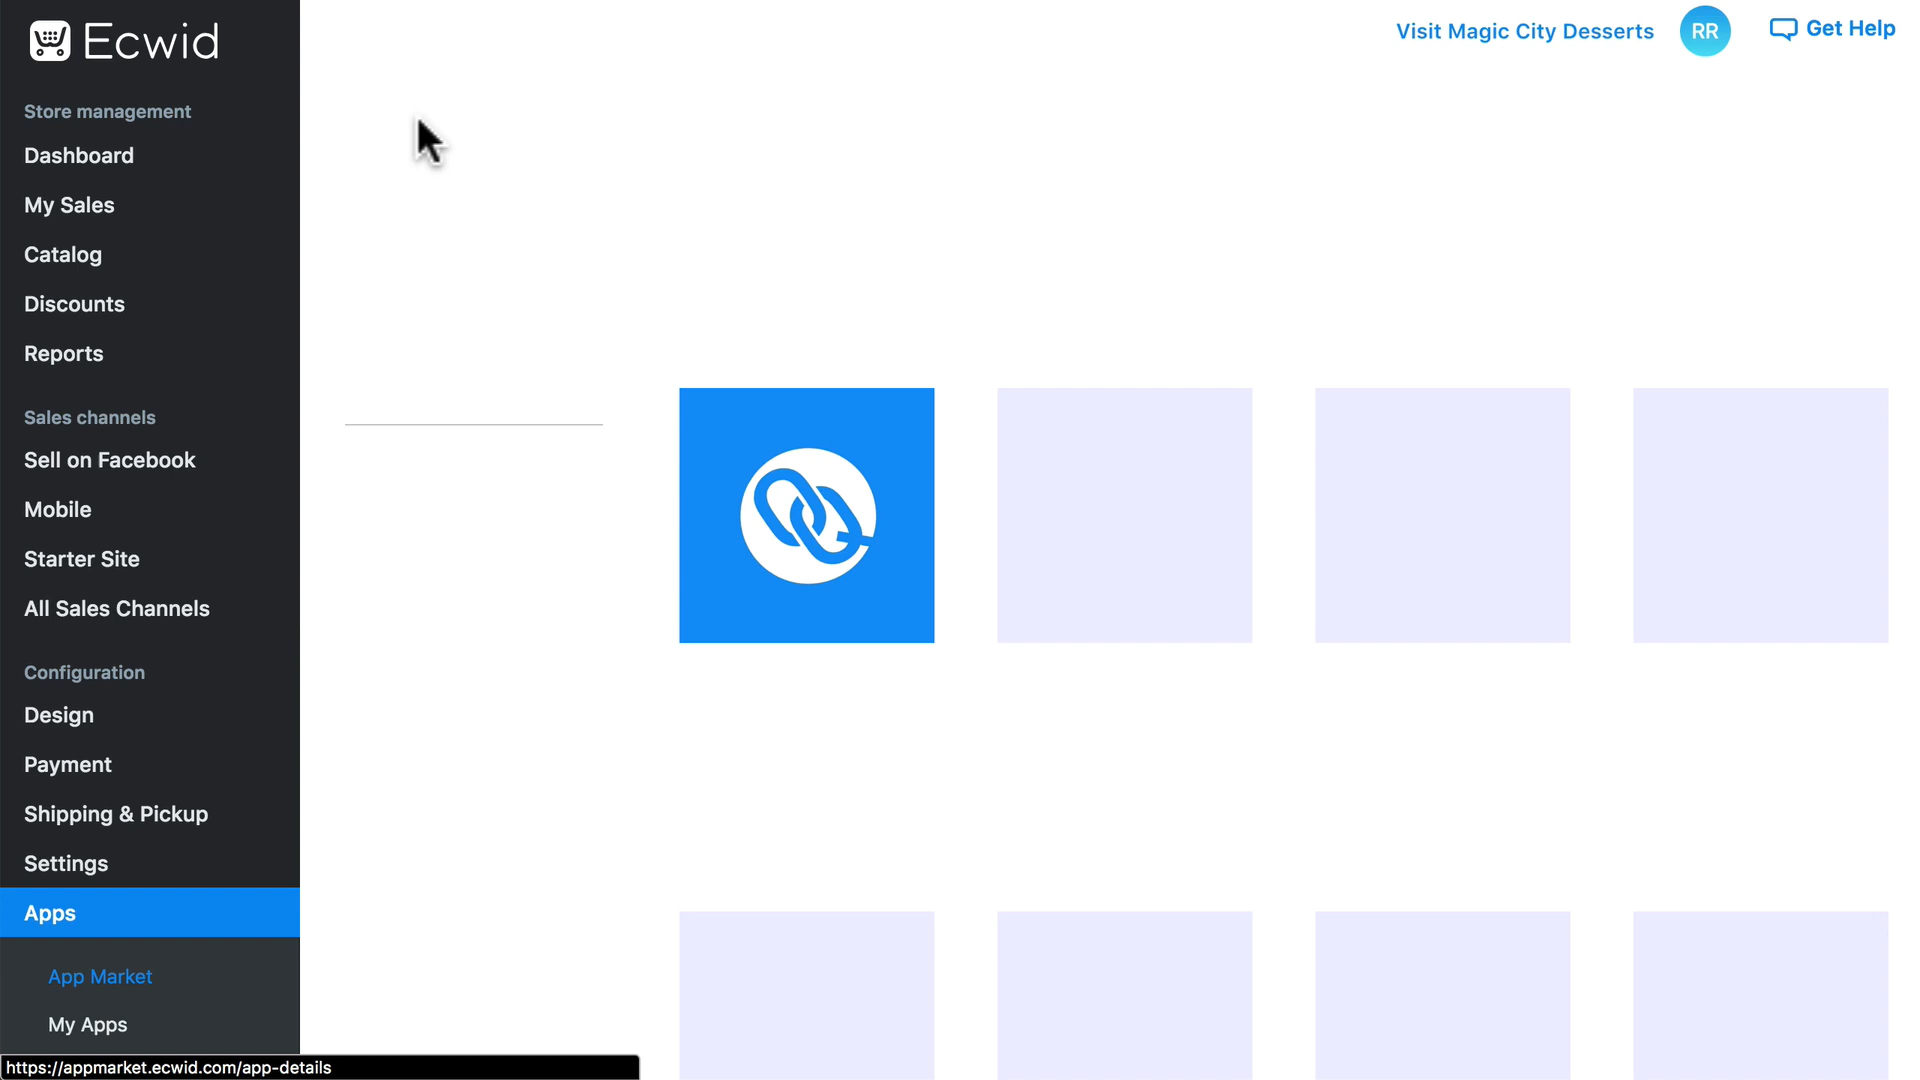 Ecwid
Visit Magic City Desserts
RR
Get Help
Store management
Dashboard
My Sales
Catalog
Discounts
Reports
Sales channels
Sell on Facebook
Mobile
Starter Site
All Sales Channels
Configuration
Design
Payment
Shipping & Pickup
Settings
Apps
App Market
My Apps
https://appmarket.ecwid.com/app-details